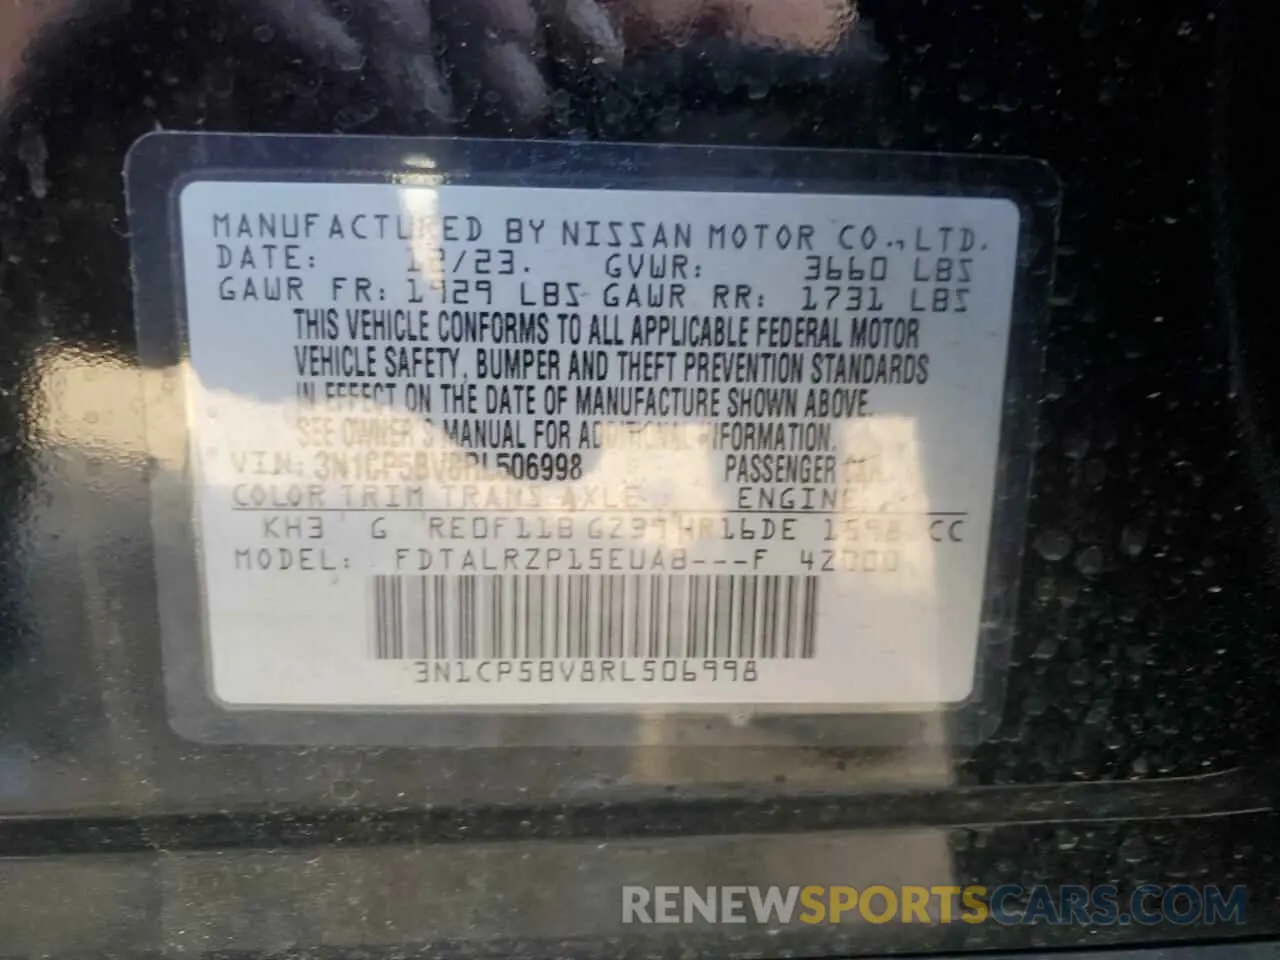 MANUFACTURED BY NISSAN MOTOR CO., LTD.
DATE: 12/23. GVWR: 3660 LBS
GAWR FR: 1929 LBS GAWR RR: 1731 LBS
THIS VEHICLE CONFORMS TO ALL APPLICABLE FEDERAL MOTOR
VEHICLE SAFETY, BUMPER AND THEFT PREVENTION STANDARDS
IN EFFECT ON THE DATE OF MANUFACTURE SHOWN ABOVE.
SEE OWNER'S MANUAL FOR ADDITIONAL INFORMATION.
VIN: 3N1CP5BV8RL506998 PASSENGER
COLOR TRIM TRANS AXLE ENGINE
KH3 G RE0F11B HR16DE 1598 CC
MODEL: FDTALRZP15EUA8---F
3N1CP5BV8RL506998
RENEWSPORTSCARS.COM